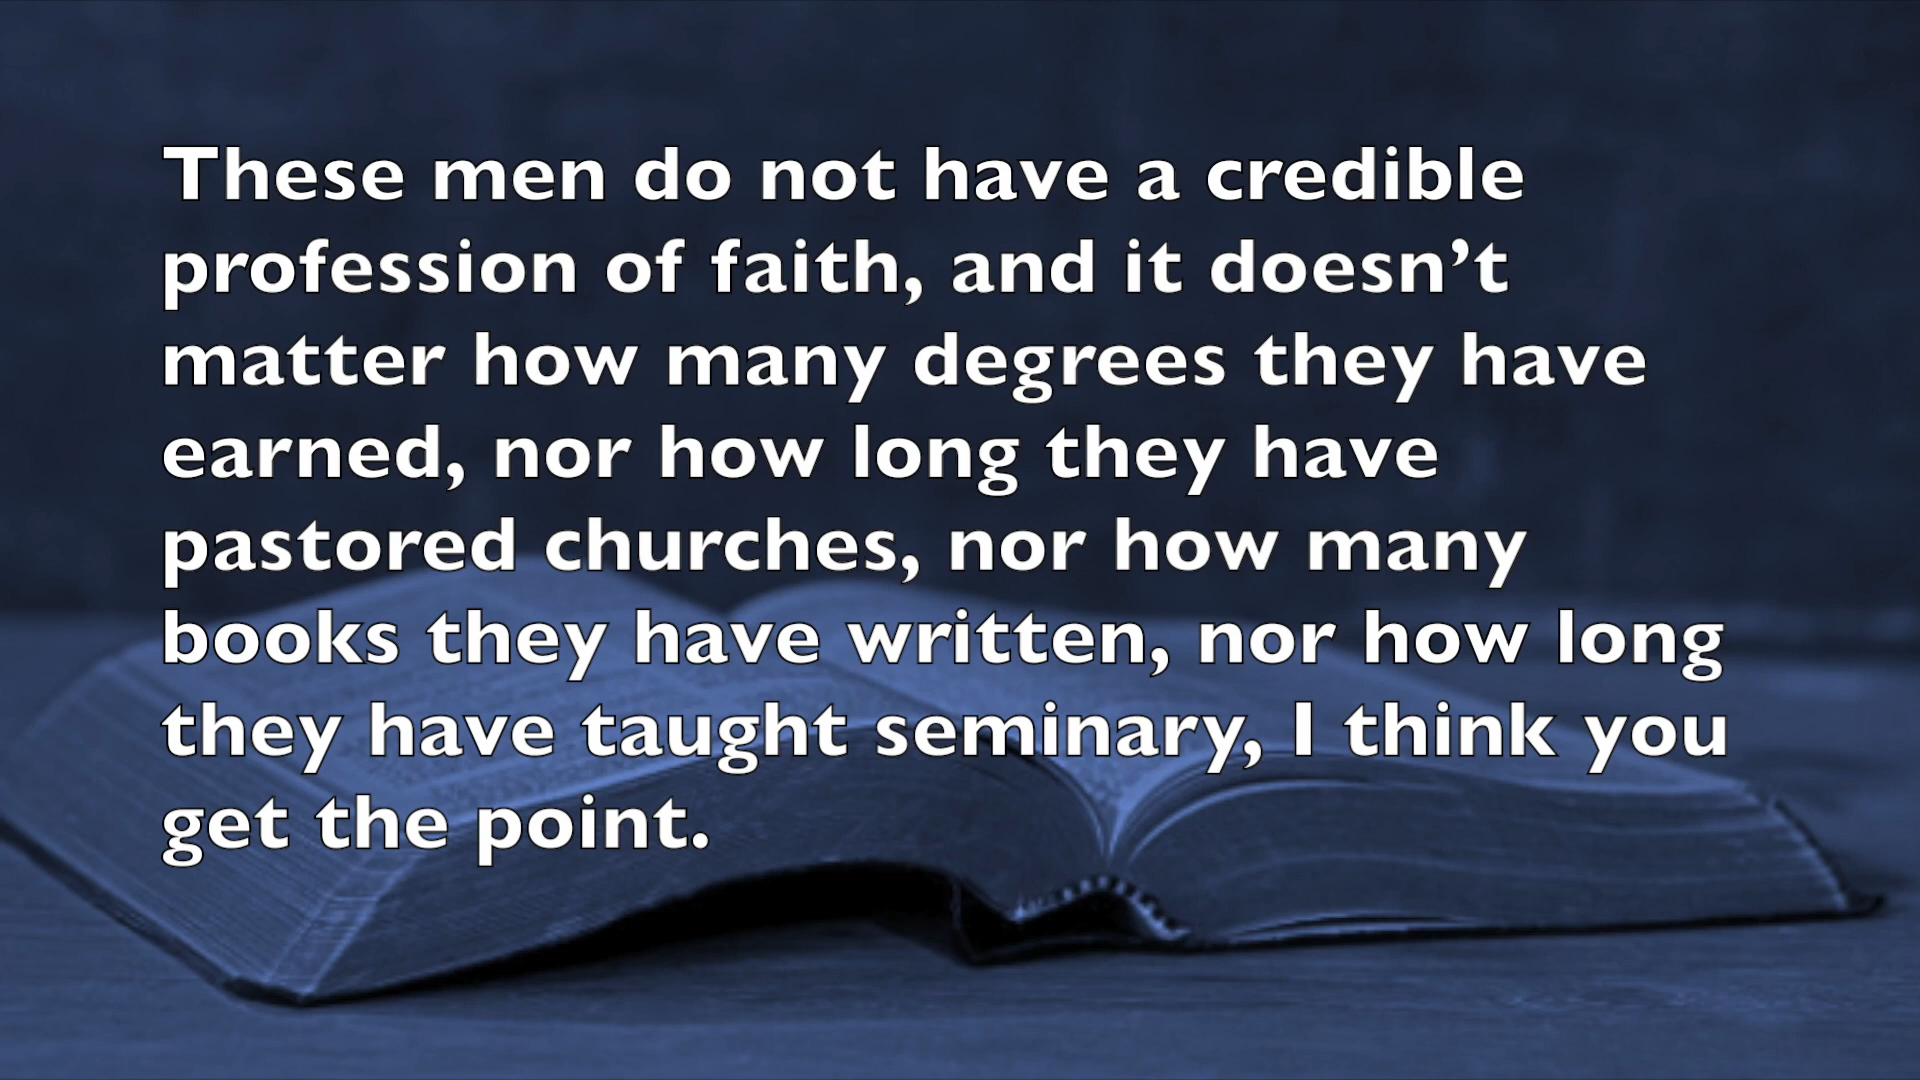 These men do not have a credible
profession of faith, and it doesn’t
matter how many degrees they have
earned, nor how long they have
pastored churches, nor how many
books they have written, nor how long
they have taught seminary, I think you
get the point.